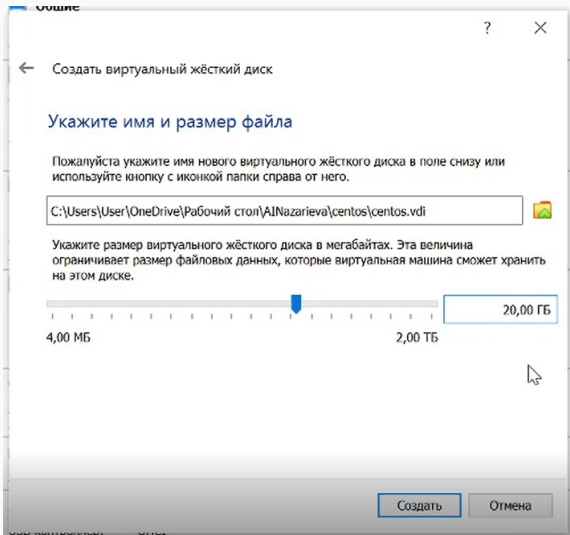 Общие
?
Создать виртуальный жёсткий диск
Укажите имя и размер файла
Пожалуйста укажите имя нового виртуального жёсткого диска в поле снизу или
используйте кнопку с иконкой папки справа от него.
C:\Users\User\OneDrive\Рабочий стол\AINazarieva\centos\centos.vdi
Укажите размер виртуального жёсткого диска в мегабайтах. Эта величина
ограничивает размер файловых данных, которые виртуальная машина сможет хранить
на этом диске.
20,00 ГБ
4,00 МБ 2,00 ТБ
Создать Отмена